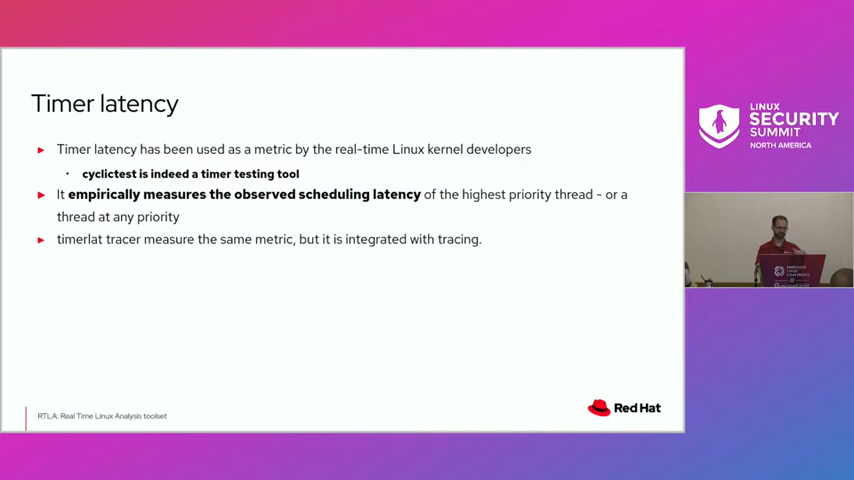 Timer latency
► Timer latency has been used as a metric by the real-time Linux kernel developers
· cyclictest is indeed a timer testing tool
► It empirically measures the observed scheduling latency of the highest priority thread - or a
thread at any priority
► timerlat tracer measure the same metric, but it is integrated with tracing.
RTLA: Real Time Linux Analysis toolset
Red Hat
LINUX
SECURITY
SUMMIT
NORTH AMERICA